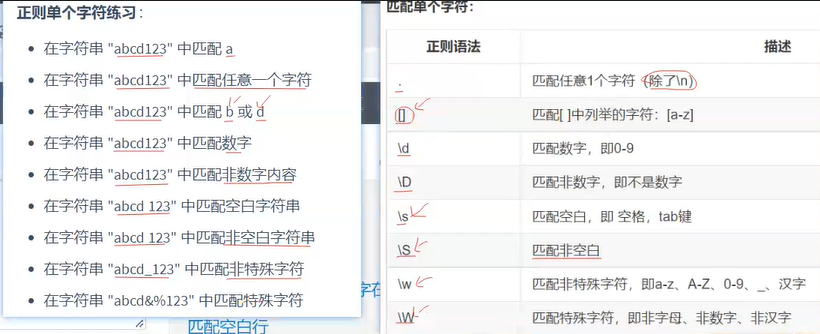 正则单个字符练习：
在字符串 "abcd123" 中匹配 a
在字符串 "abcd123" 中匹配任意一个字符
在字符串 "abcd123" 中匹配 b 或 d
在字符串 "abcd123" 中匹配数字
在字符串 "abcd123" 中匹配非数字内容
在字符串 "abcd 123" 中匹配空白字符串
在字符串 "abcd 123" 中匹配非空白字符串
在字符串 "abcd_123" 中匹配非特殊字符
在字符串 "abcd&%123" 中匹配特殊字符
字在
匹配空白行
匹配单个字符：
正则语法 描述
. 匹配任意1个字符（除了\n）
[] 匹配[ ]中列举的字符：[a-z]
\d 匹配数字，即0-9
\D 匹配非数字，即不是数字
\s 匹配空白，即 空格，tab键
\S 匹配非空白
\w 匹配非特殊字符，即a-z、A-Z、0-9、_、汉字
\W 匹配特殊字符，即非字母、非数字、非汉字